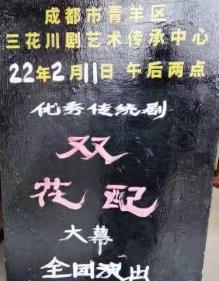 成都市青羊区
三花川剧艺术传承中心
22年2月11日 午后两点
优秀传统剧
双
花配
大幕
全团演出